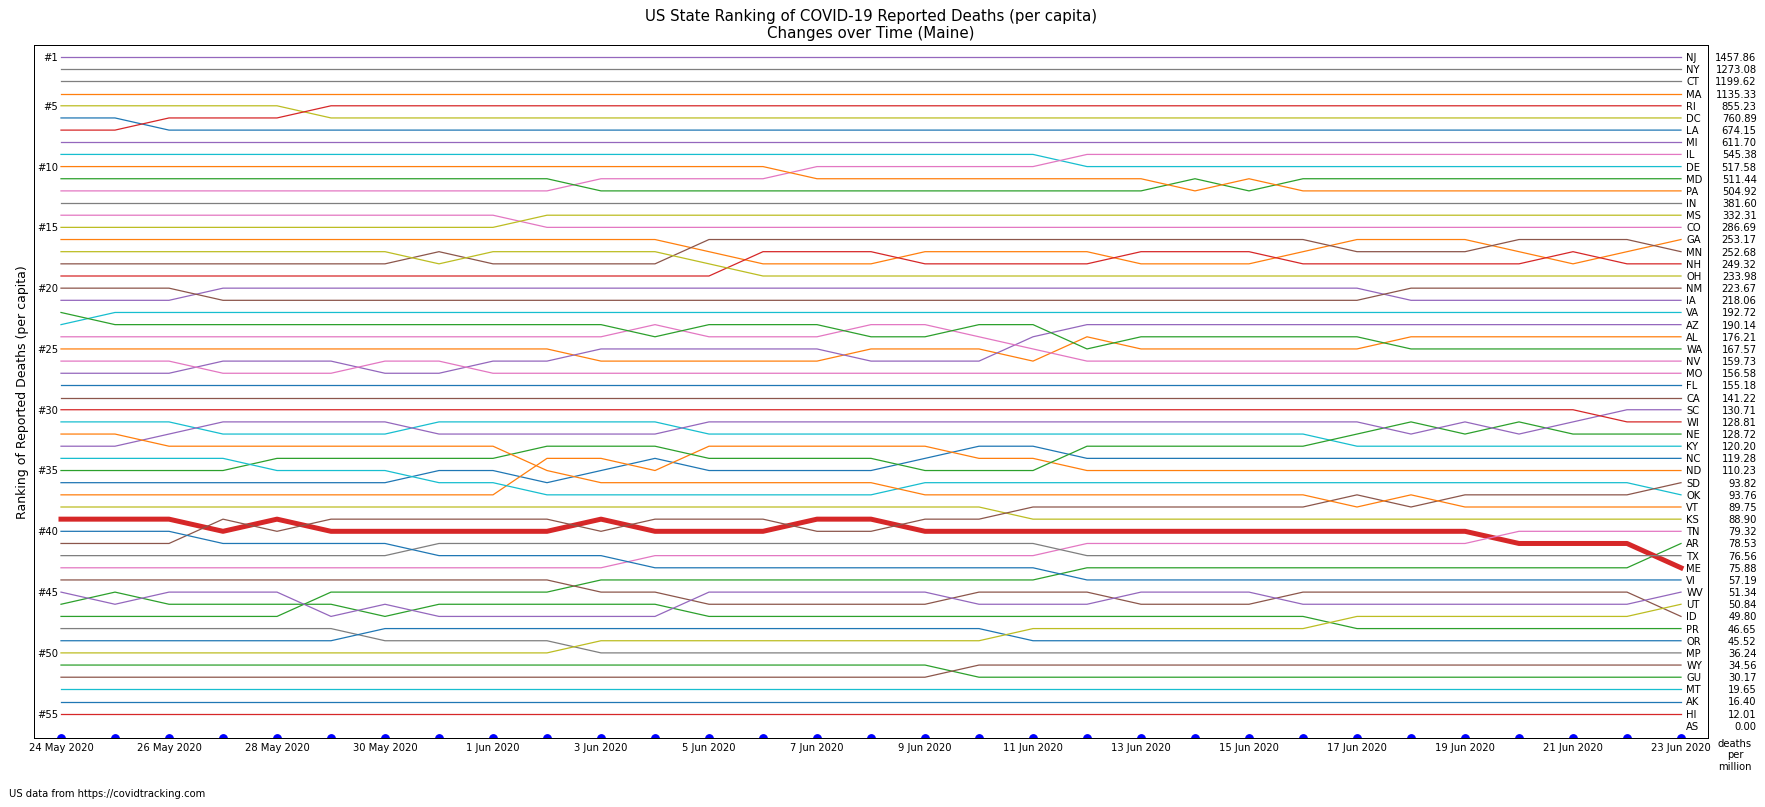 US State Ranking of COVID-19 Reported Deaths (per capita)
Changes over Time (Maine)
Ranking of Reported Deaths (per capita)
#1
#5
#10
#15
#20
#25
#30
#35
#40
#45
#50
#55
NJ 1457.86
NY 1273.08
CT 1199.62
MA 1135.33
RI 855.23
DC 760.89
LA 674.15
MI 611.70
IL 545.38
DE 517.58
MD 511.44
PA 504.92
IN 381.60
MS 332.31
CO 286.69
GA 253.17
MN 252.68
NH 249.32
OH 233.98
NM 223.67
IA 218.06
VA 192.72
AZ 190.14
AL 176.21
WA 167.57
NV 159.73
MO 156.58
FL 155.18
CA 141.22
SC 130.71
WI 128.81
NE 128.72
KY 120.20
NC 119.28
ND 110.23
SD 93.82
OK 93.76
VT 89.75
KS 88.90
TN 79.32
AR 78.53
TX 76.56
ME 75.88
VI 57.19
WV 51.34
UT 50.84
ID 49.80
PR 46.65
OR 45.52
MP 36.24
WY 34.56
GU 30.17
MT 19.65
AK 16.40
HI 12.01
AS 0.00
24 May 2020 26 May 2020 28 May 2020 30 May 2020 1 Jun 2020 3 Jun 2020 5 Jun 2020 7 Jun 2020 9 Jun 2020 11 Jun 2020 13 Jun 2020 15 Jun 2020 17 Jun 2020 19 Jun 2020 21 Jun 2020 23 Jun 2020
deaths
per
million
US data from https://covidtracking.com